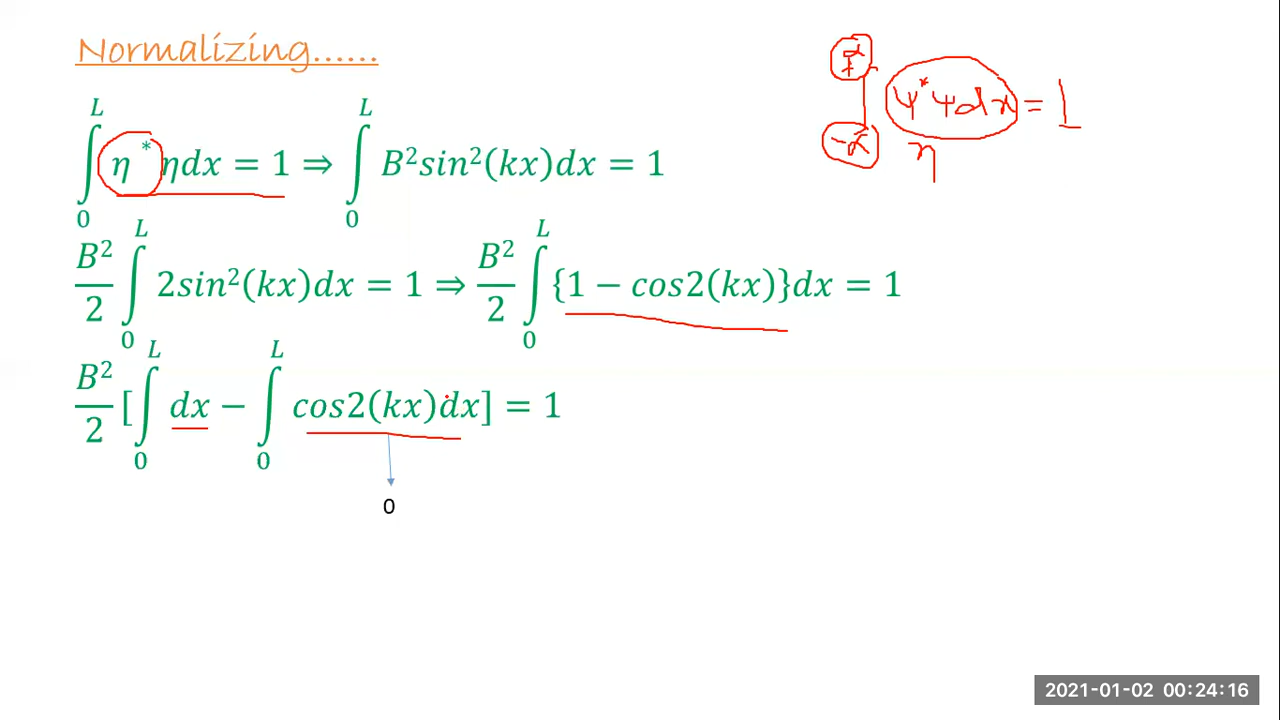 Normalizing......
∫₀ᴸ η*ηdx = 1 ⇒ ∫₀ᴸ B²sin²(kx)dx = 1
ψ*ψdx = 1
η
B²/2 ∫₀ᴸ 2sin²(kx)dx = 1 ⇒ B²/2 ∫₀ᴸ {1 − cos2(kx)}dx = 1
B²/2 [∫₀ᴸ dx − ∫₀ᴸ cos2(kx)dx] = 1
0
2021-01-02 00:24:16